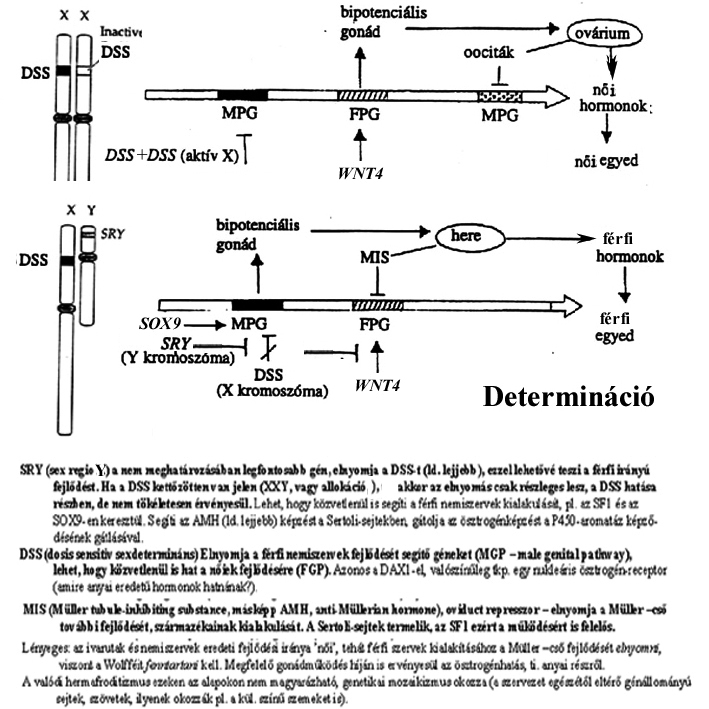 X X
Inactive
DSS
DSS
bipotenciális
gonád
ovárium
oociták
női
hormonok;
MPG
FPG
MPG
DSS+DSS (aktív X)
WNT4
női egyed
X Y
SRY
DSS
bipotenciális
gonád
here
MIS
férfi
hormonok
SOX9
MPG
FPG
férfi
egyed
SRY
(Y kromoszóma)
DSS
(X kromoszóma)
WNT4
Determináció
SRY (sex regio Y.) a nem meghatározásában legfontosabb gén, elnyomja a DSS-t (ld. lejjebb), ezzel lehetővé teszi a férfi irányú
fejlődést. Ha a DSS kettőzötten van jelen (XXY, vagy allokáció ), akkor az elnyomás csak részleges lesz, a DSS hatása
részben, de nem tökéletesen érvényesül. Lehet, hogy közvetlenül is segíti a férfi nemiszervek kialakulását, pl. az SF1 és az
SOX9-en keresztül. Segíti az AMH (ld. lejjebb) képzést a Sertoli-sejtekben, gátolja az ösztrogénképzést a P450-aromatáz képző-
désének gátlásával.
DSS (dosis sensitiv sexdetermináns) Elnyomja a férfi nemiszervek fejlődését segítő géneket (MGP – male genital pathway),
lehet, hogy közvetlenül is hat a nőiek fejlődésére (FGP). Azonos a DAX1-el, valószínűleg tkp. egy nukleáris ösztrogén-receptor
(amire anyai eredetű hormonok hatnának?).
MIS (Müller tubule-inhibiting substance, másképp AMH, anti-Müllerian hormone), oviduct represszor – elnyomja a Müller –cső
további fejlődését, származékainak kialakulását. A Sertoli-sejtek termelik, az SF1 ezért a működésért is felelős.
Lényeges: az ivarutak és nemiszervek eredeti fejlődési iránya 'női', tehát férfi szervek kialakításához a Müller –cső fejlődését elnyomni,
viszont a Wolffét fenntartani kell. Megfelelő gonádműködés híján is érvényesül az ösztrogénhatás, ti. anyai részről.
A valódi hermafroditizmus ezeken az alapokon nem magyarázható, genetikai mozaikizmus okozza (a szervezet egészétől eltérő génállományú
sejtek, szövetek, ilyenek okozzák pl. a kül. színű szemeket is).